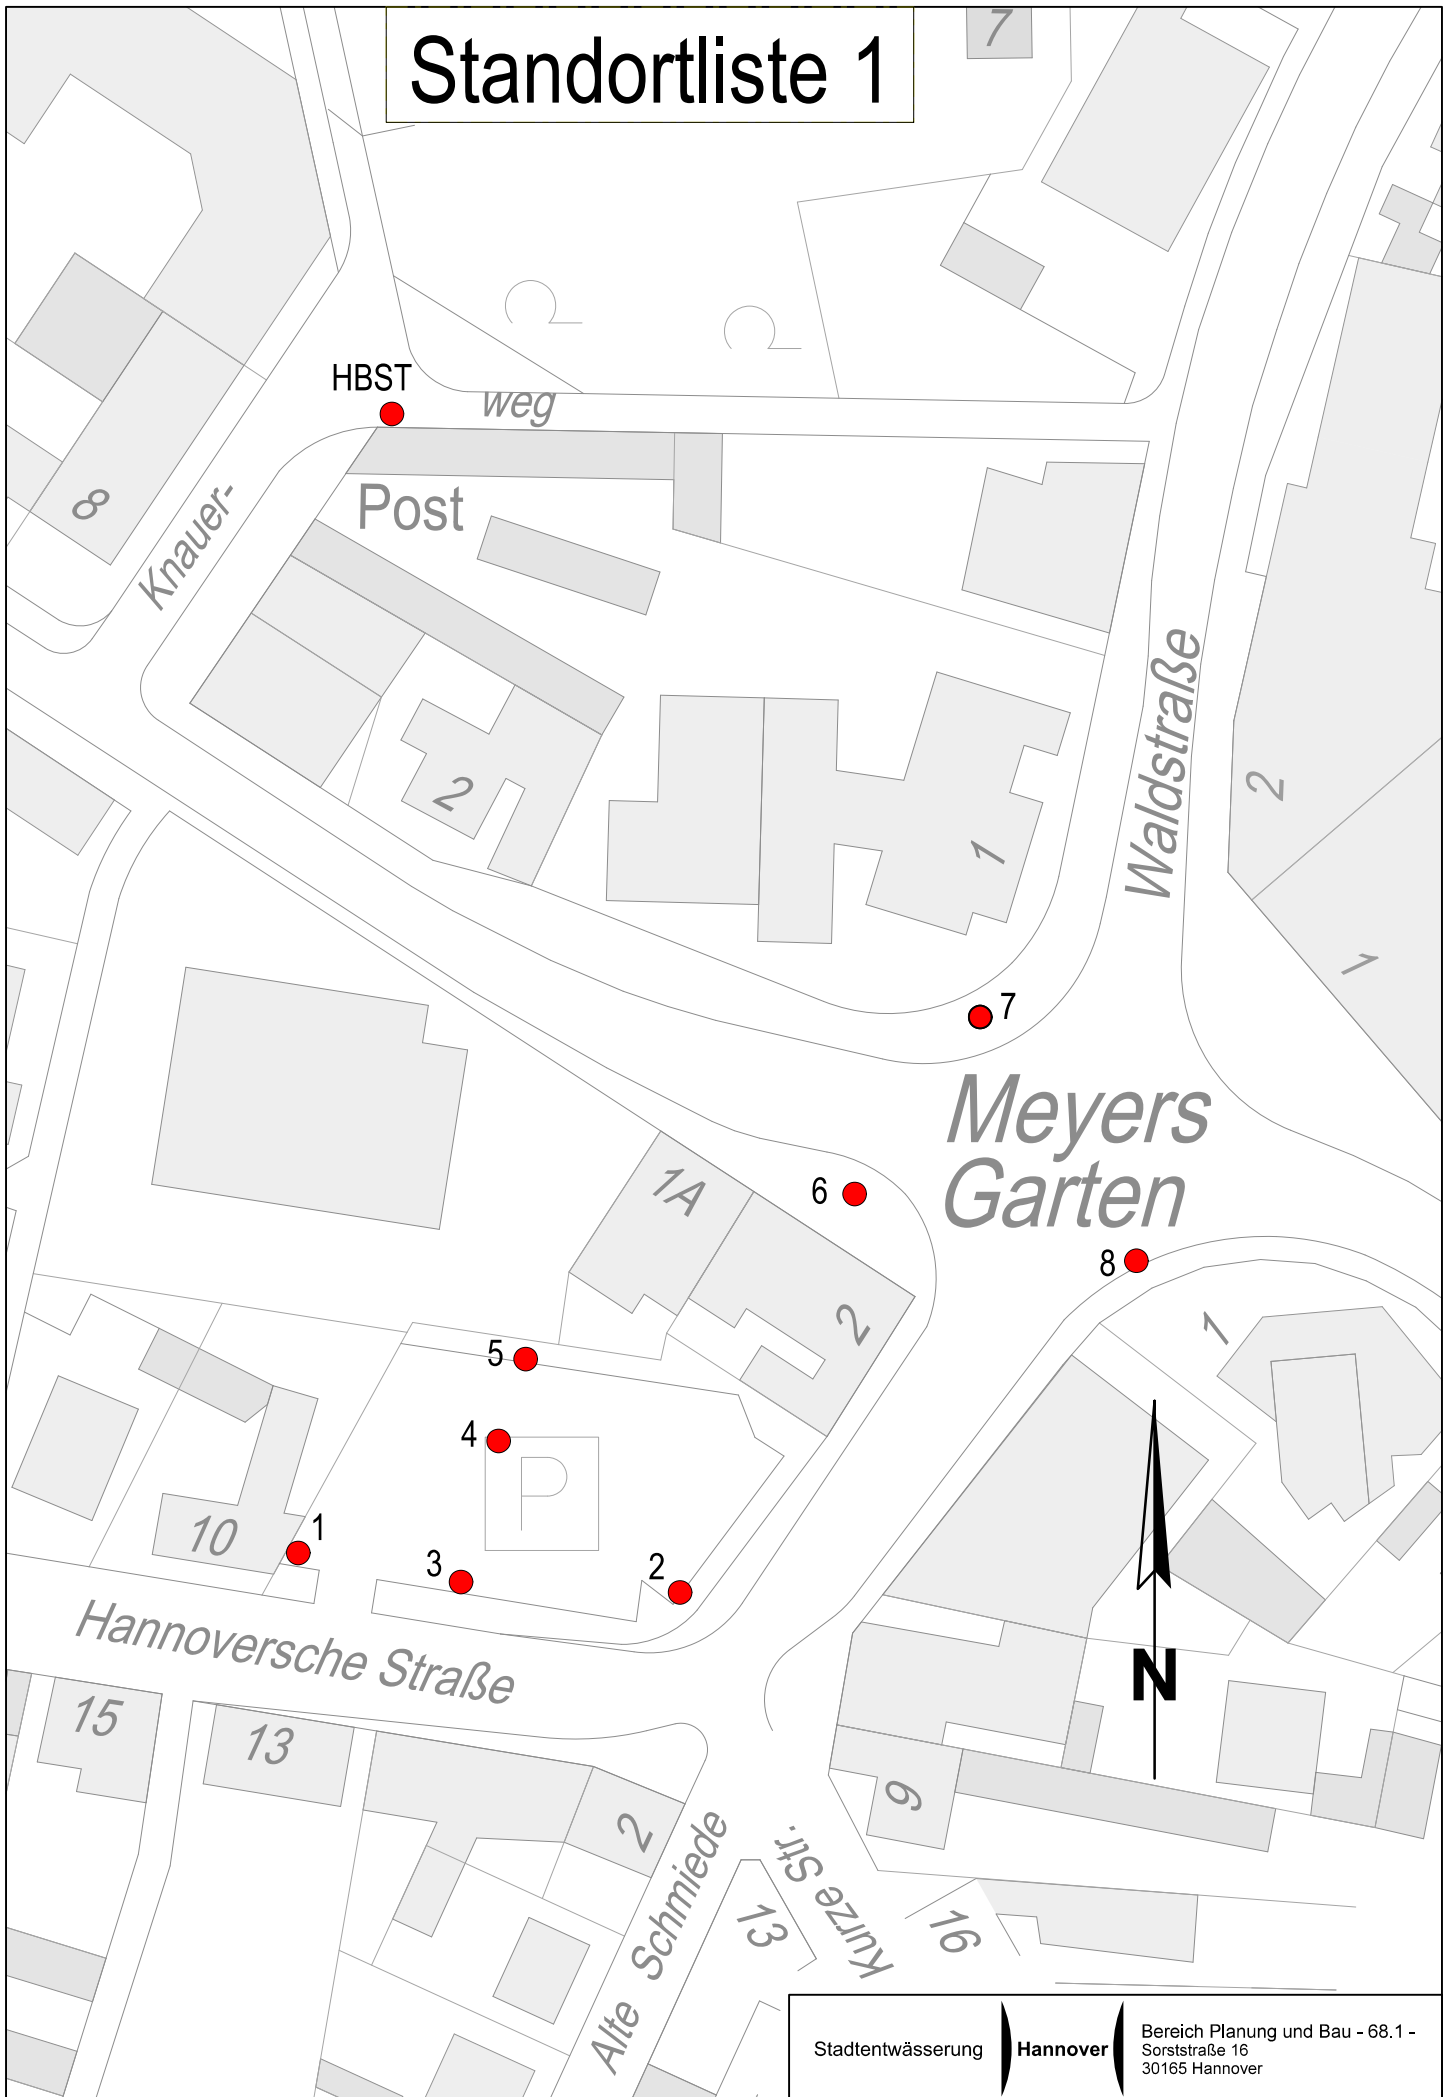 Standortliste 1
7
HBST
weg
Post
8
Knauer-
Waldstraße
2
2
1
1
7
Meyers
Garten
1A
6
8
2
1
5
4
P
10
1
3
2
Hannoversche Straße
N
15
13
9
2
Alte Schmiede
Kurze Str.
13
16
Stadtentwässerung
Hannover
Bereich Planung und Bau - 68.1 -
Sorststraße 16
30165 Hannover